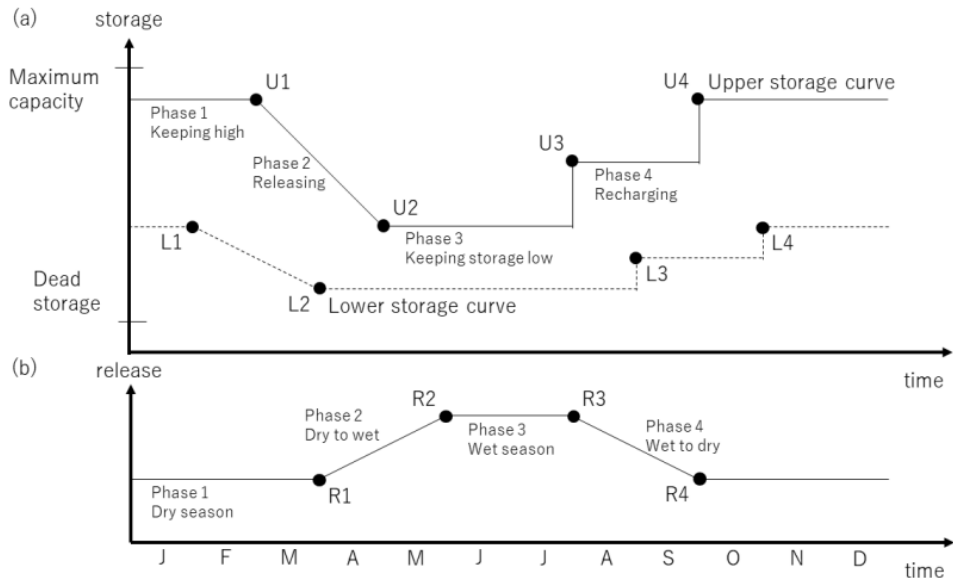 (a)
storage
Maximum
capacity
U1
U4
Upper storage curve
Phase 1
Keeping high
U3
Phase 2
Releasing
Phase 4
Recharging
U2
L1
Phase 3
Keeping storage low
L4
L3
Dead
storage
L2
Lower storage curve
time
(b)
release
R2
R3
Phase 2
Dry to wet
Phase 3
Wet season
Phase 4
Wet to dry
Phase 1
Dry season
R1
R4
J F M A M J J A S O N D
time